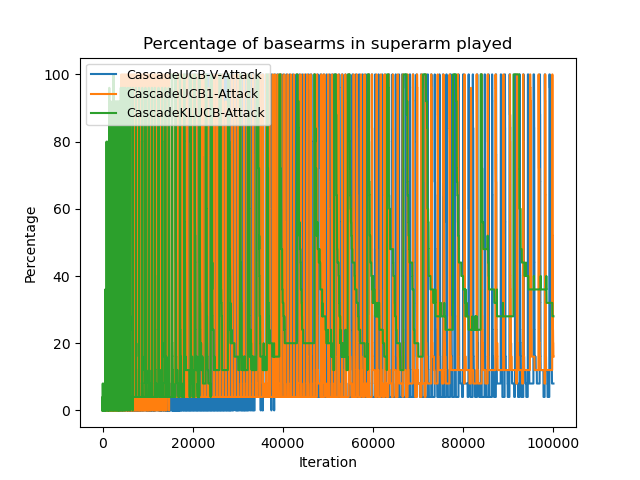 Percentage of basearms in superarm played
CascadeUCB-V-Attack
CascadeUCB1-Attack
CascadeKLUCB-Attack
100
80
60
40
20
0
Percentage
0 20000 40000 60000 80000 100000
Iteration